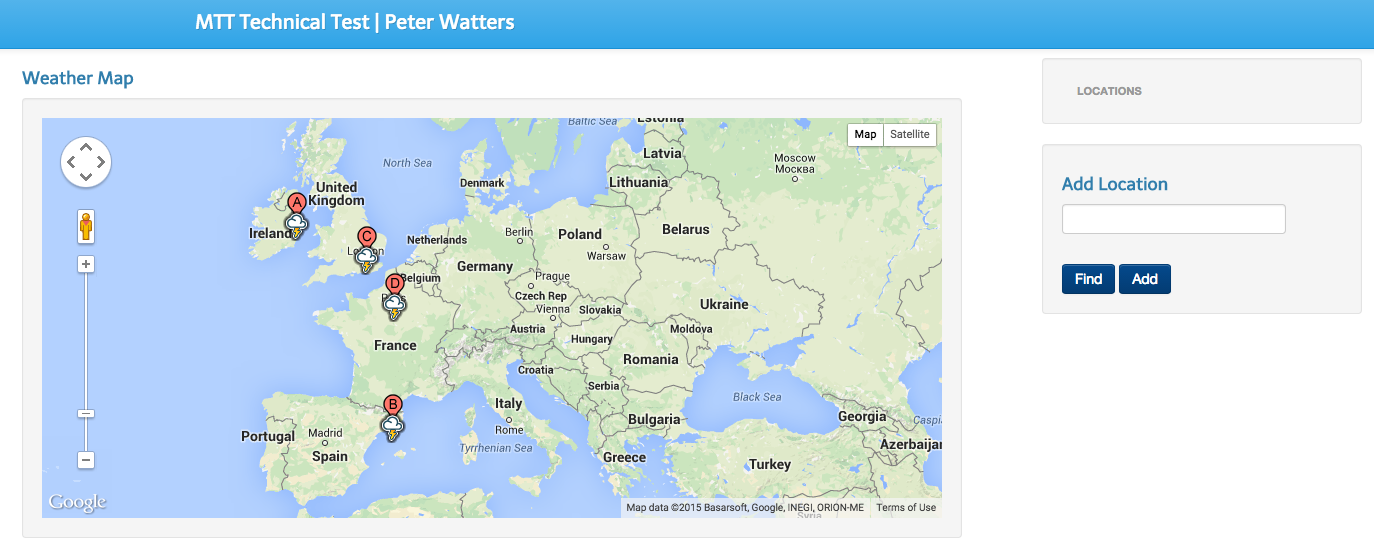 MTT Technical Test | Peter Watters
Weather Map
LOCATIONS
Add Location
Find
Add
Map
Satellite
Baltic Sea
Estonia
Latvia
Moscow
Москва
North Sea
Denmark
Lithuania
United
Kingdom
A
Ireland
C
Netherlands
Berlin
Poland
Belarus
Warsaw
Germany
Belgium
D
Prague
Czech Rep
Ukraine
Vienna
Slovakia
Austria
Moldova
Hungary
France
Romania
Croatia
Serbia
Black Sea
B
Italy
Rome
Bulgaria
Georgia
Portugal
Madrid
Spain
Tyrrhenian Sea
Greece
Azerbaijan
Turkey
Google
Map data ©2015 Basarsoft, Google, INEGI, ORION-ME
Terms of Use
Syria